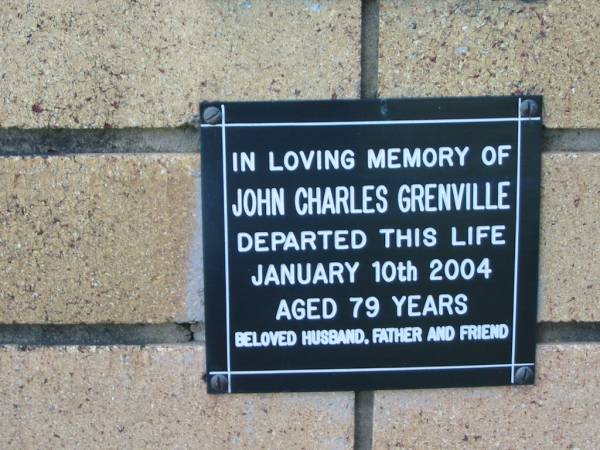 IN LOVING MEMORY OF
JOHN CHARLES GRENVILLE
DEPARTED THIS LIFE
JANUARY 10th 2004
AGED 79 YEARS
BELOVED HUSBAND, FATHER AND FRIEND